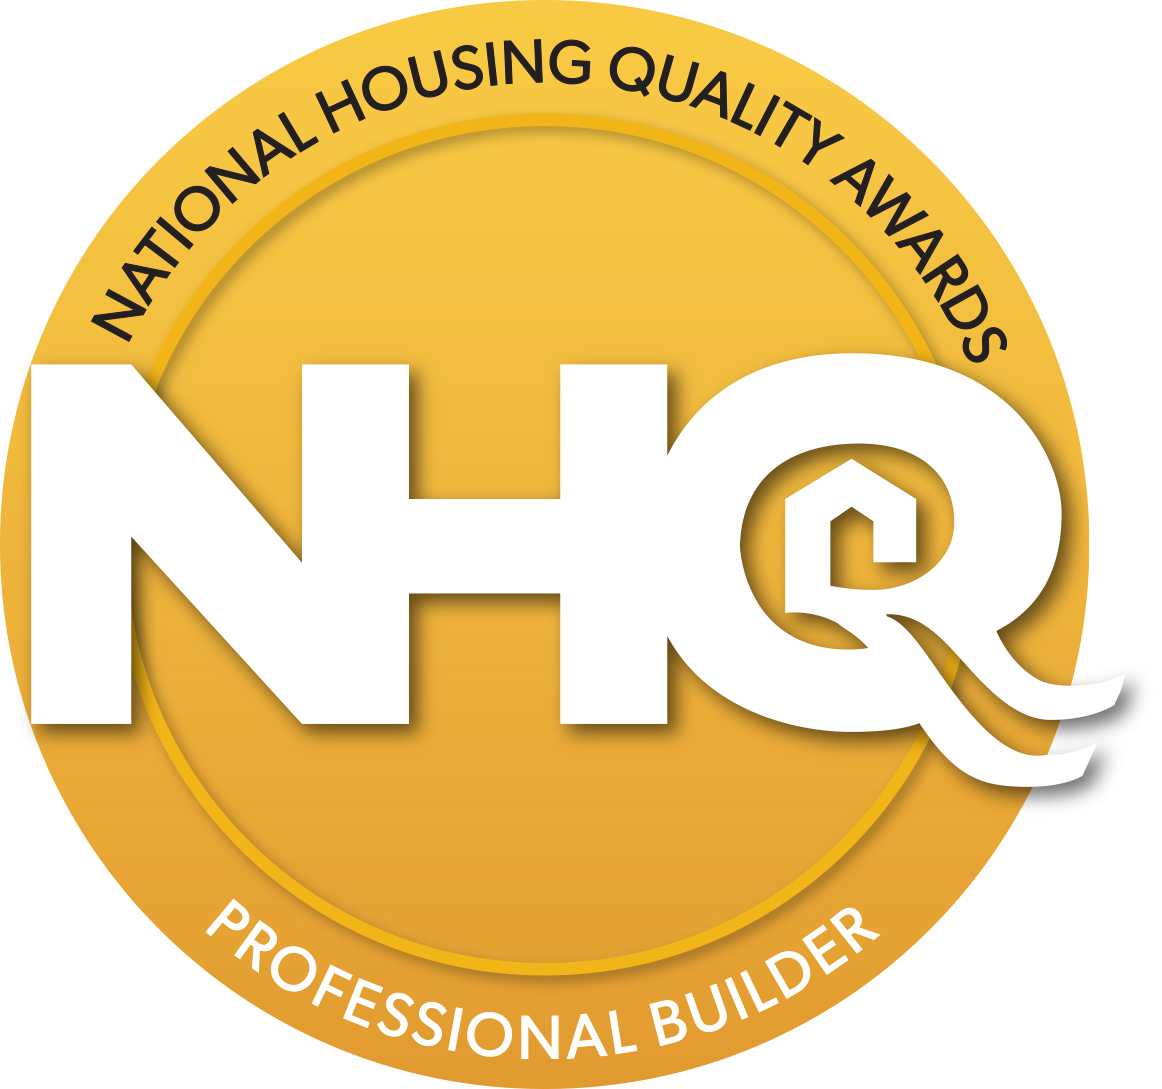 NATIONAL HOUSING QUALITY AWARDS
NHQ
PROFESSIONAL BUILDER